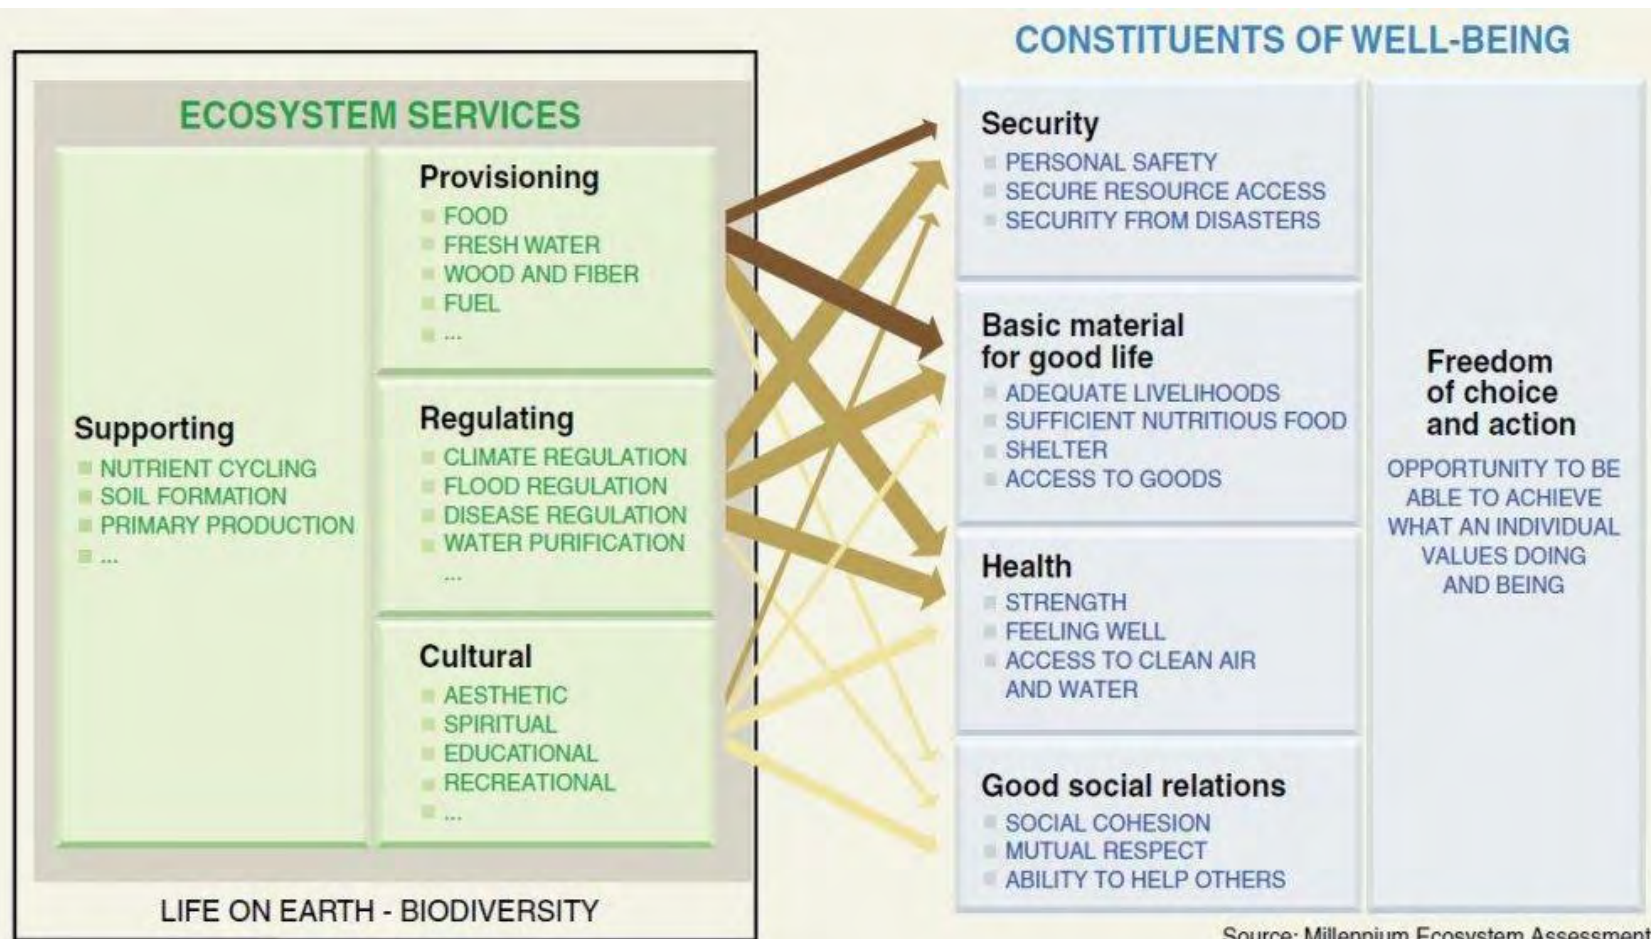 CONSTITUENTS OF WELL-BEING
ECOSYSTEM SERVICES
Supporting
NUTRIENT CYCLING
SOIL FORMATION
PRIMARY PRODUCTION
...
Provisioning
FOOD
FRESH WATER
WOOD AND FIBER
FUEL
...
Regulating
CLIMATE REGULATION
FLOOD REGULATION
DISEASE REGULATION
WATER PURIFICATION
...
Cultural
AESTHETIC
SPIRITUAL
EDUCATIONAL
RECREATIONAL
...
LIFE ON EARTH - BIODIVERSITY
Security
PERSONAL SAFETY
SECURE RESOURCE ACCESS
SECURITY FROM DISASTERS
Basic material
for good life
ADEQUATE LIVELIHOODS
SUFFICIENT NUTRITIOUS FOOD
SHELTER
ACCESS TO GOODS
Health
STRENGTH
FEELING WELL
ACCESS TO CLEAN AIR
AND WATER
Good social relations
SOCIAL COHESION
MUTUAL RESPECT
ABILITY TO HELP OTHERS
Freedom
of choice
and action
OPPORTUNITY TO BE
ABLE TO ACHIEVE
WHAT AN INDIVIDUAL
VALUES DOING
AND BEING
Source: Millennium Ecosystem Assessment